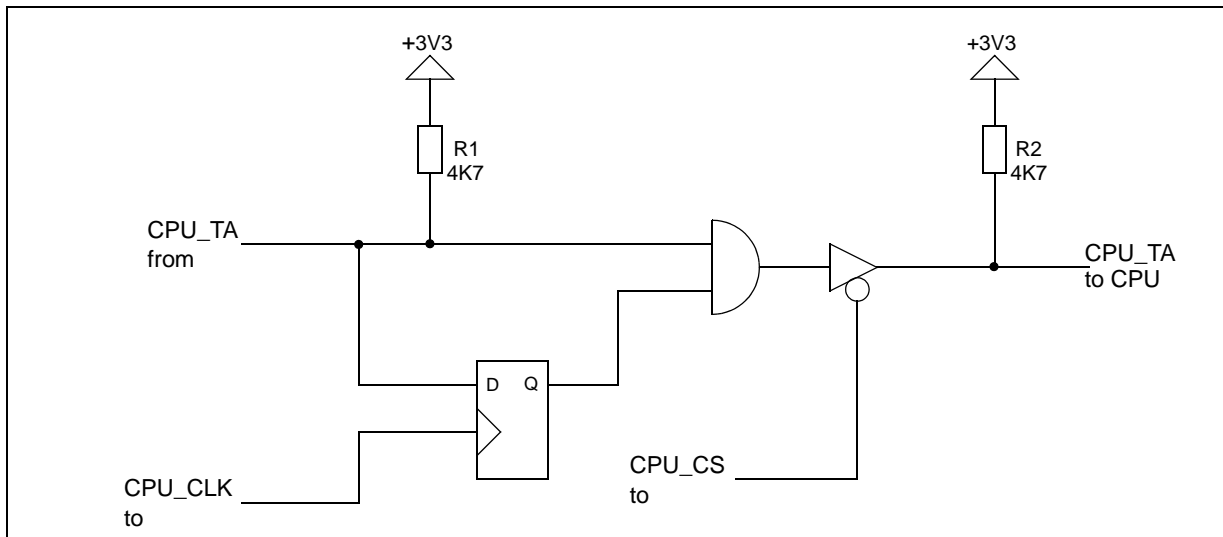 +3V3
+3V3
R1
4K7
R2
4K7
CPU_TA
from
CPU_TA
to CPU
D Q
CPU_CS
to
CPU_CLK
to